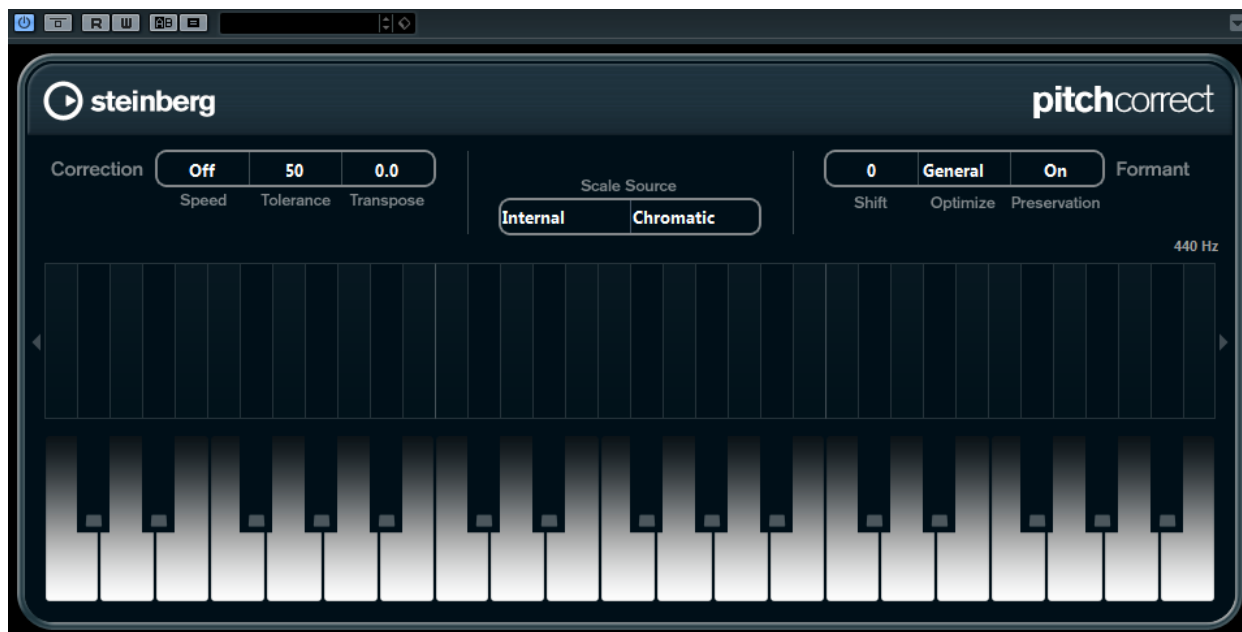 R W AB
steinberg
pitchcorrect
Correction Off 50 0.0
Speed Tolerance Transpose
Scale Source
Internal Chromatic
0 General On Formant
Shift Optimize Preservation
440 Hz